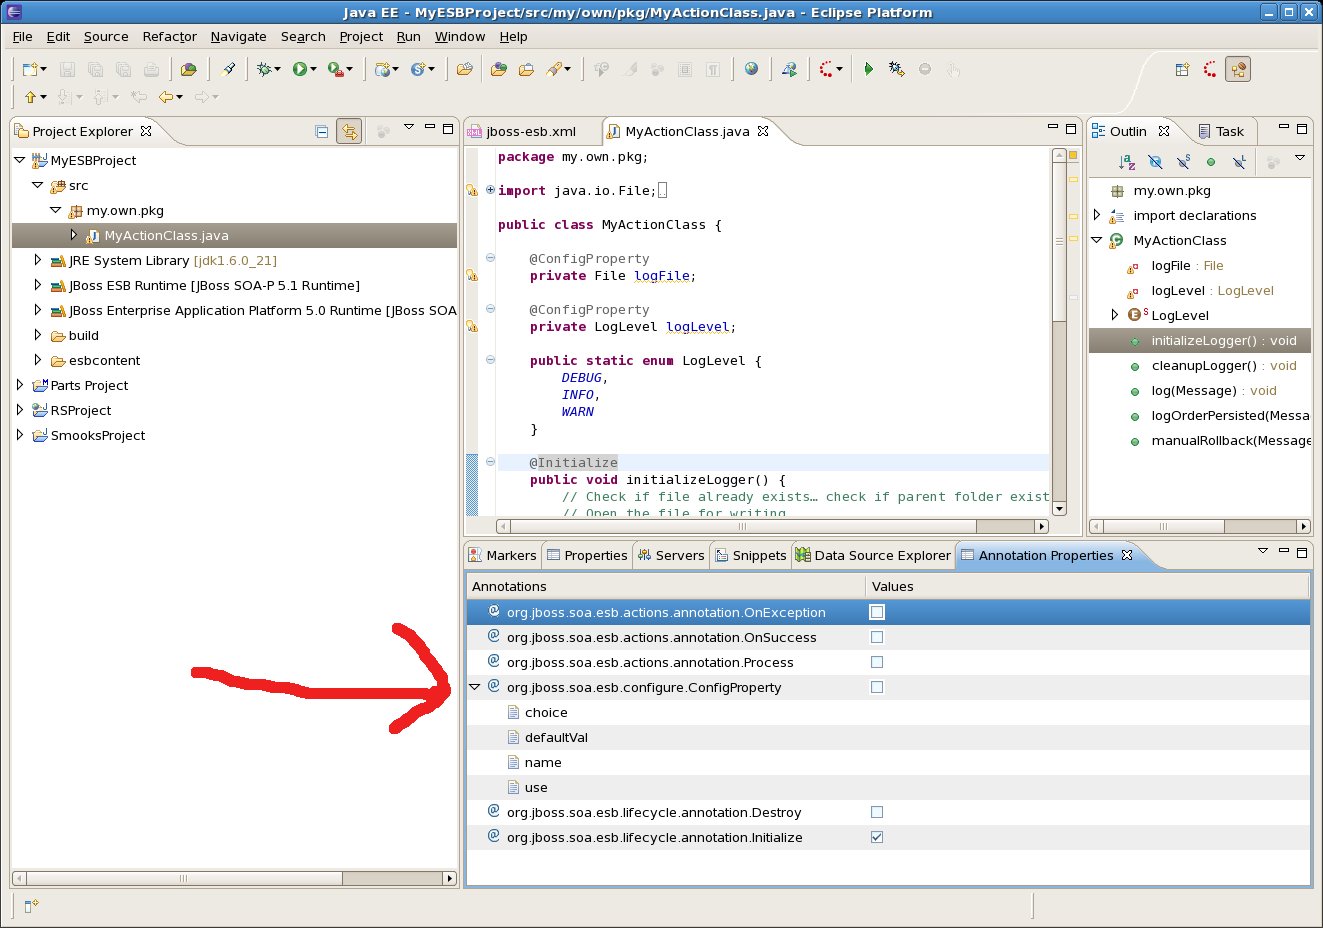 Java EE - MyESBProject/src/my/own/pkg/MyActionClass.java - Eclipse Platform
File Edit Source Refactor Navigate Search Project Run Window Help
Project Explorer
MyESBProject
src
my.own.pkg
MyActionClass.java
JRE System Library [jdk1.6.0_21]
JBoss ESB Runtime [JBoss SOA-P 5.1 Runtime]
JBoss Enterprise Application Platform 5.0 Runtime [JBoss SOA
build
esbcontent
Parts Project
RSProject
SmooksProject
jboss-esb.xml MyActionClass.java
package my.own.pkg;
import java.io.File;
public class MyActionClass {
@ConfigProperty
private File logFile;
@ConfigProperty
private LogLevel logLevel;
public static enum LogLevel {
DEBUG,
INFO,
WARN
}
@Initialize
public void initializeLogger() {
// Check if file already exists… check if parent folder exist
// Open the file for writing
Outlin Task
my.own.pkg
import declarations
MyActionClass
logFile : File
logLevel : LogLevel
LogLevel
initializeLogger() : void
cleanupLogger() : void
log(Message) : void
logOrderPersisted(Messa
manualRollback(Message
Markers Properties Servers Snippets Data Source Explorer Annotation Properties
Annotations Values
org.jboss.soa.esb.actions.annotation.OnException
org.jboss.soa.esb.actions.annotation.OnSuccess
org.jboss.soa.esb.actions.annotation.Process
org.jboss.soa.esb.configure.ConfigProperty
choice
defaultVal
name
use
org.jboss.soa.esb.lifecycle.annotation.Destroy
org.jboss.soa.esb.lifecycle.annotation.Initialize